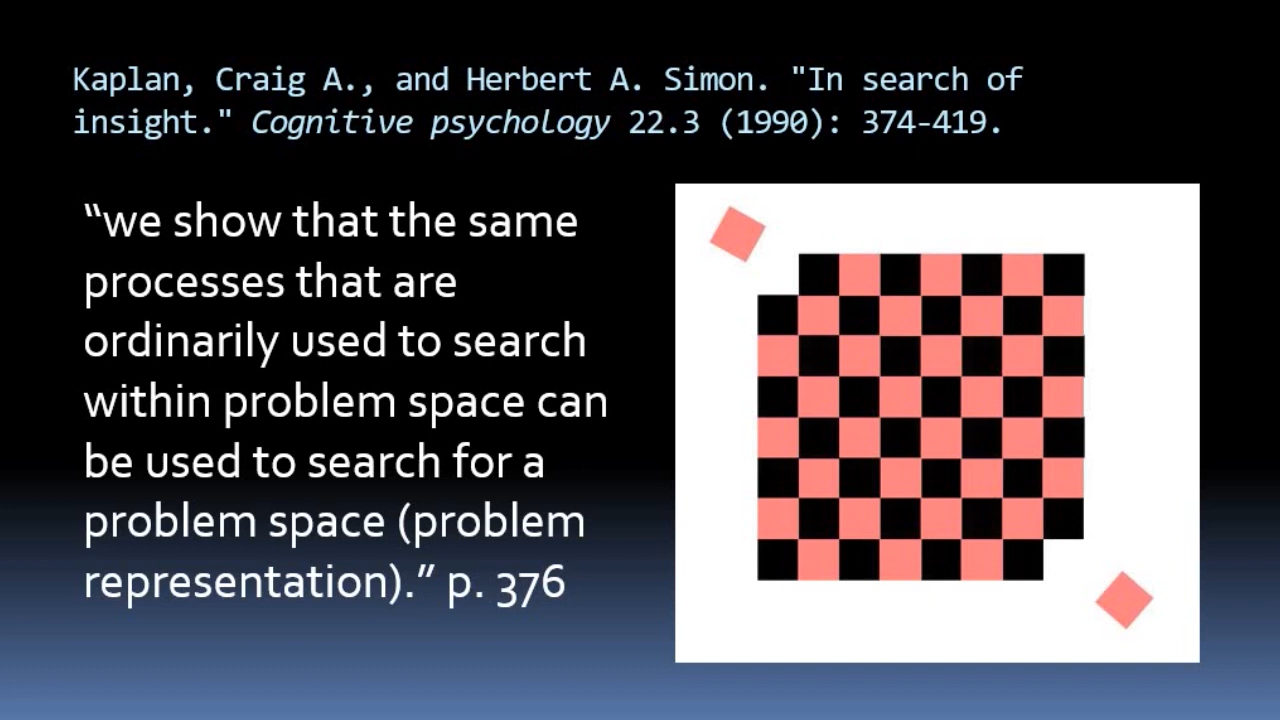 Kaplan, Craig A., and Herbert A. Simon. "In search of
insight." Cognitive psychology 22.3 (1990): 374-419.
“we show that the same
processes that are
ordinarily used to search
within problem space can
be used to search for a
problem space (problem
representation).” p. 376